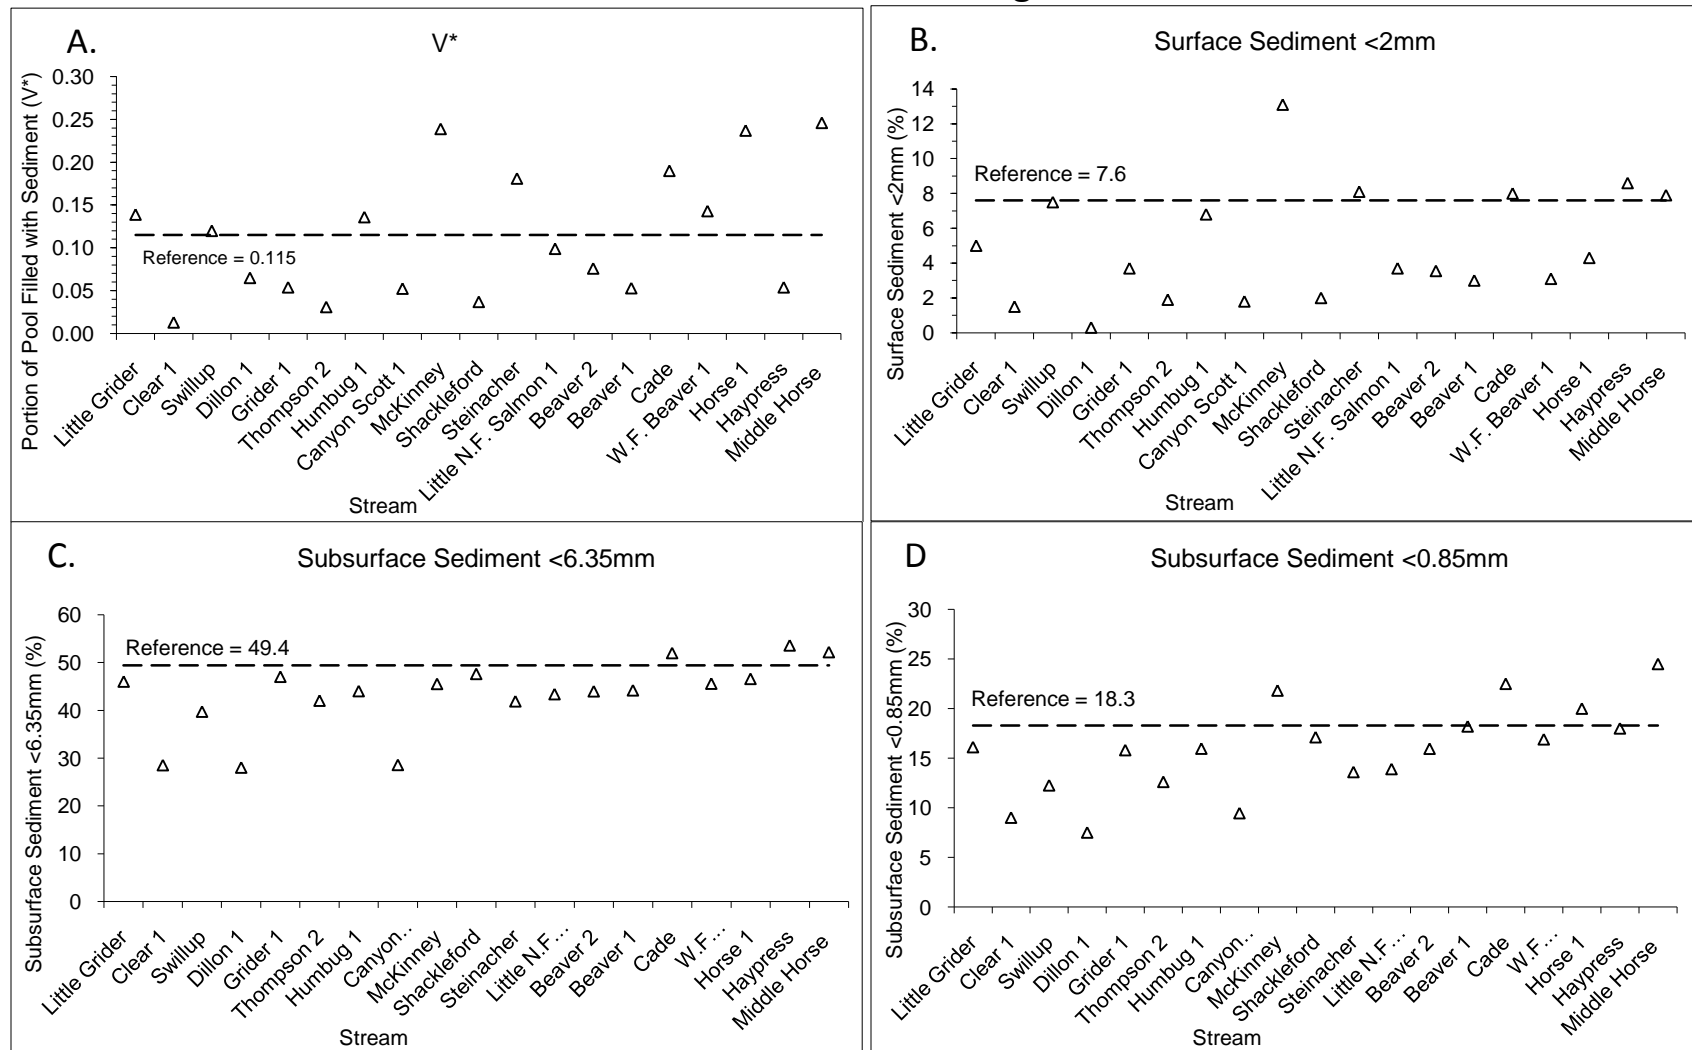 A.
V*
Portion of Pool Filled with Sediment (V*)
0.30
0.25
0.20
0.15
0.10
0.05
0.00
Reference = 0.115
Little Grider
Clear 1
Swillup
Dillon 1
Grider 1
Thompson 2
Humbug 1
Canyon Scott 1
McKinney
Shackleford
Steinacher
Little N.F. Salmon 1
Beaver 2
Beaver 1
Cade
W.F. Beaver 1
Horse 1
Haypress
Middle Horse
Stream
B.
Surface Sediment <2mm
Surface Sediment <2mm (%)
14
12
10
8
6
4
2
0
Reference = 7.6
Little Grider
Clear 1
Swillup
Dillon 1
Grider 1
Thompson 2
Humbug 1
Canyon Scott 1
McKinney
Shackleford
Steinacher
Little N.F. Salmon 1
Beaver 2
Beaver 1
Cade
W.F. Beaver 1
Horse 1
Haypress
Middle Horse
Stream
C.
Subsurface Sediment <6.35mm
Subsurface Sediment <6.35mm (%)
60
50
40
30
20
10
0
Reference = 49.4
Little Grider
Clear 1
Swillup
Dillon 1
Grider 1
Thompson 2
Humbug 1
Canyon..
McKinney
Shackleford
Steinacher
Little N.F...
Beaver 2
Beaver 1
Cade
W.F...
Horse 1
Haypress
Middle Horse
Stream
D
Subsurface Sediment <0.85mm
Subsurface Sediment <0.85mm (%)
30
25
20
15
10
5
0
Reference = 18.3
Little Grider
Clear 1
Swillup
Dillon 1
Grider 1
Thompson 2
Humbug 1
Canyon..
McKinney
Shackleford
Steinacher
Little N.F...
Beaver 2
Beaver 1
Cade
W.F...
Horse 1
Haypress
Middle Horse
Stream